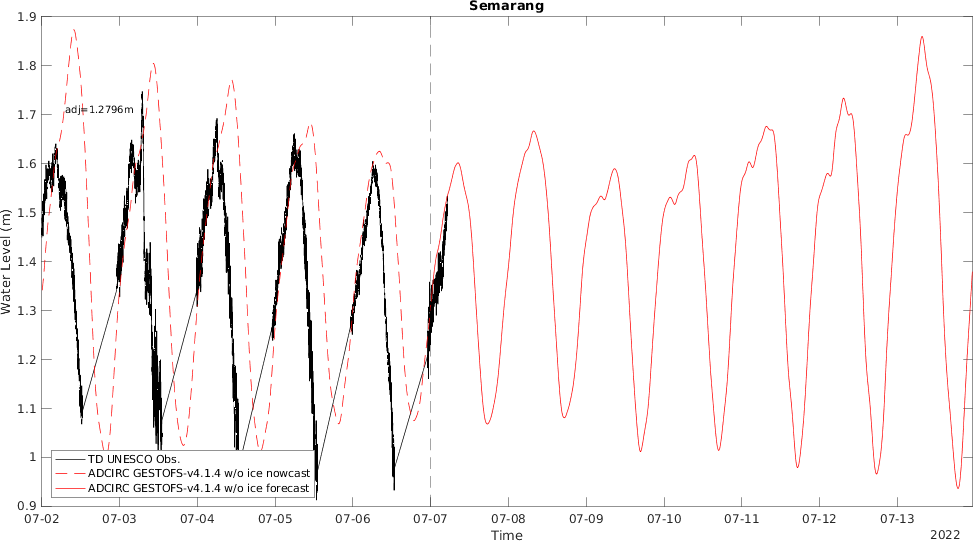 Semarang
1.9
1.8
1.7
1.6
1.5
1.4
1.3
1.2
1.1
1
0.9
Water Level (m)
adj=1.2796m
TD UNESCO Obs.
ADCIRC GESTOFS-v4.1.4 w/o ice nowcast
ADCIRC GESTOFS-v4.1.4 w/o ice forecast
07-02 07-03 07-04 07-05 07-06 07-07 07-08 07-09 07-10 07-11 07-12 07-13
Time
2022